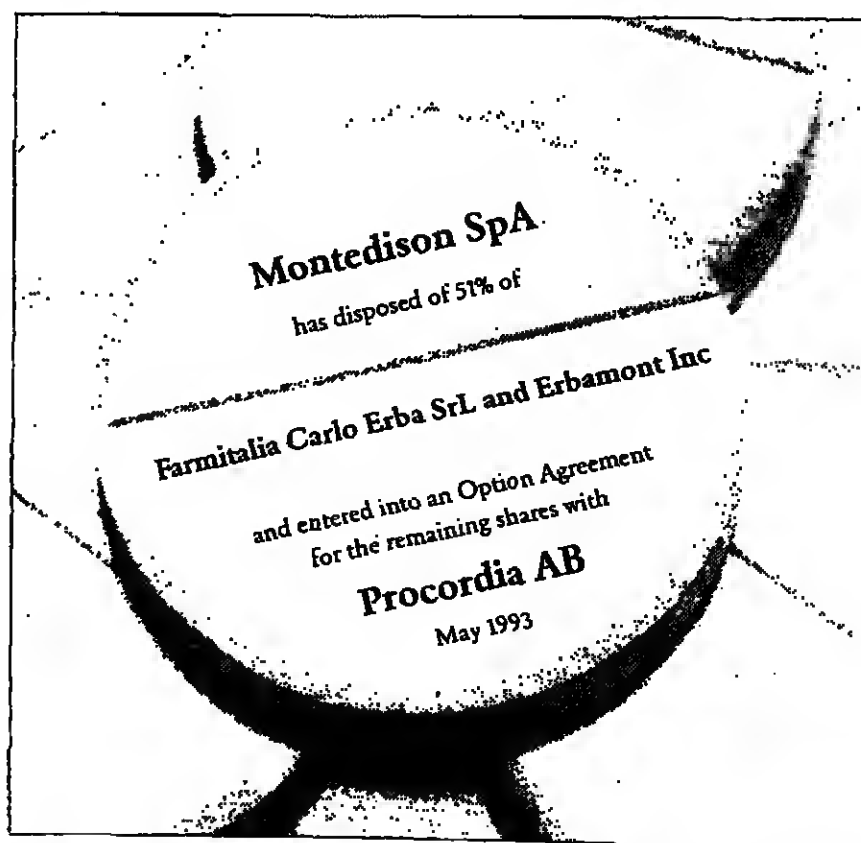 Montedison SpA
has disposed of 51% of
Farmitalia Carlo Erba SrL and Erbamont Inc
and entered into an Option Agreement
for the remaining shares with
Procordia AB
May 1993